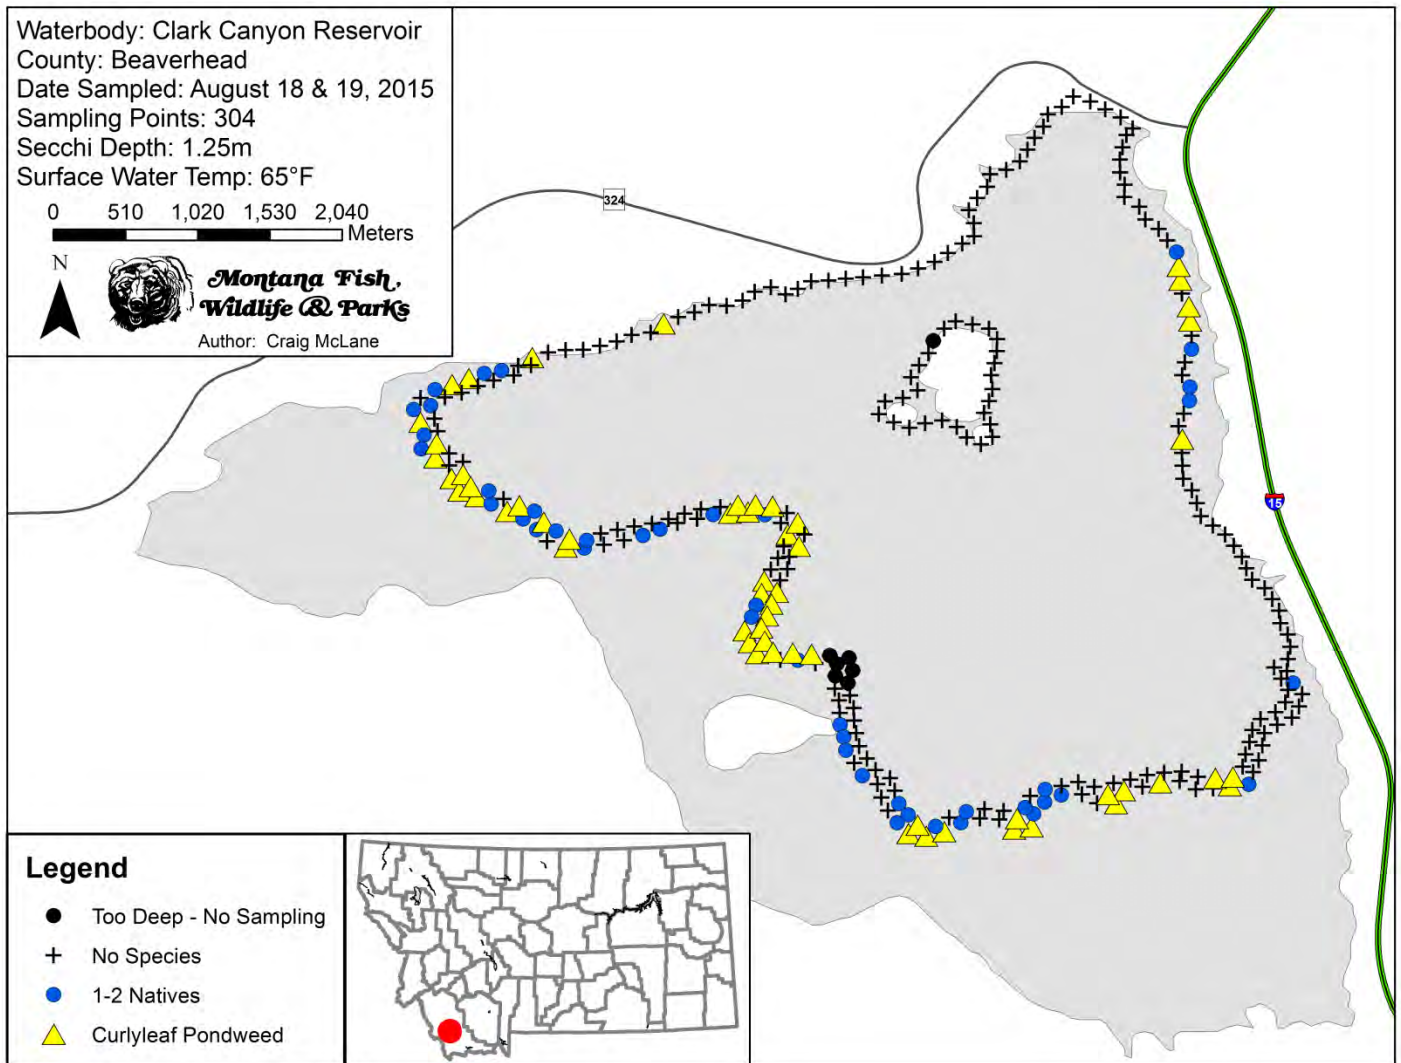 Waterbody: Clark Canyon Reservoir
County: Beaverhead
Date Sampled: August 18 & 19, 2015
Sampling Points: 304
Secchi Depth: 1.25m
Surface Water Temp: 65°F
0 510 1,020 1,530 2,040
Meters
N
Montana Fish,
Wildlife & Parks
Author: Craig McLane
324
15
Legend
Too Deep - No Sampling
No Species
1-2 Natives
Curlyleaf Pondweed